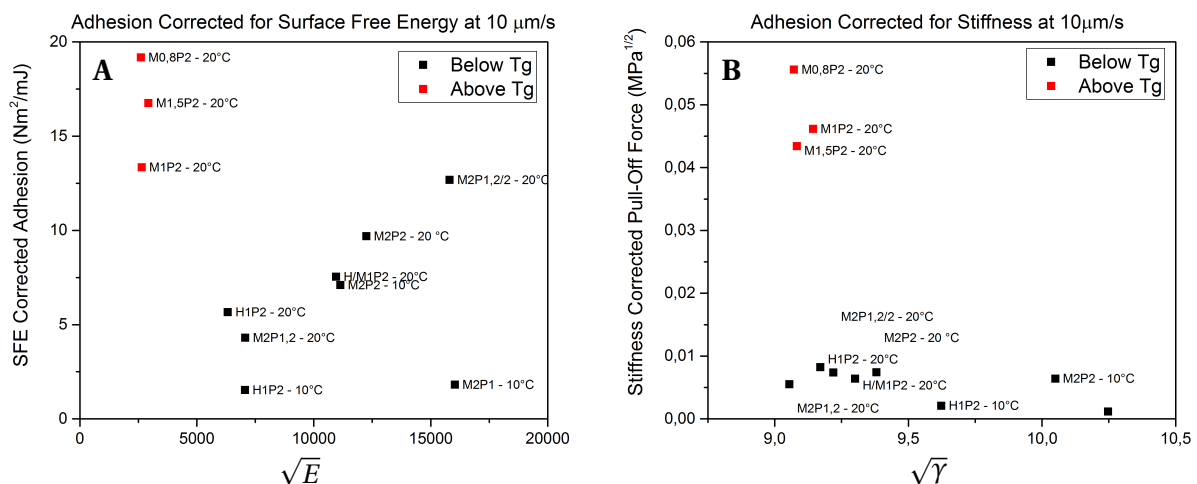 Adhesion Corrected for Surface Free Energy at 10 μm/s
A
Below Tg
Above Tg
M0,8P2 - 20°C
M1,5P2 - 20°C
M1P2 - 20°C
M2P1,2/2 - 20°C
M2P2 - 20 °C
H/M1P2 - 20°C
M2P2 - 10°C
H1P2 - 20°C
M2P1,2 - 20°C
H1P2 - 10°C
M2P1 - 10°C
SFE Corrected Adhesion (Nm²/mJ)
20
15
10
5
0
0 5000 10000 15000 20000
√E
Adhesion Corrected for Stiffness at 10μm/s
B
Below Tg
Above Tg
M0,8P2 - 20°C
M1P2 - 20°C
M1,5P2 - 20°C
M2P1,2/2 - 20°C
M2P2 - 20 °C
H1P2 - 20°C
M2P2 - 10°C
H/M1P2 - 20°C
H1P2 - 10°C
M2P1,2 - 20°C
Stiffness Corrected Pull-Off Force (MPa^1/2)
0,06
0,05
0,04
0,03
0,02
0,01
0,00
9,0 9,5 10,0 10,5
√γ